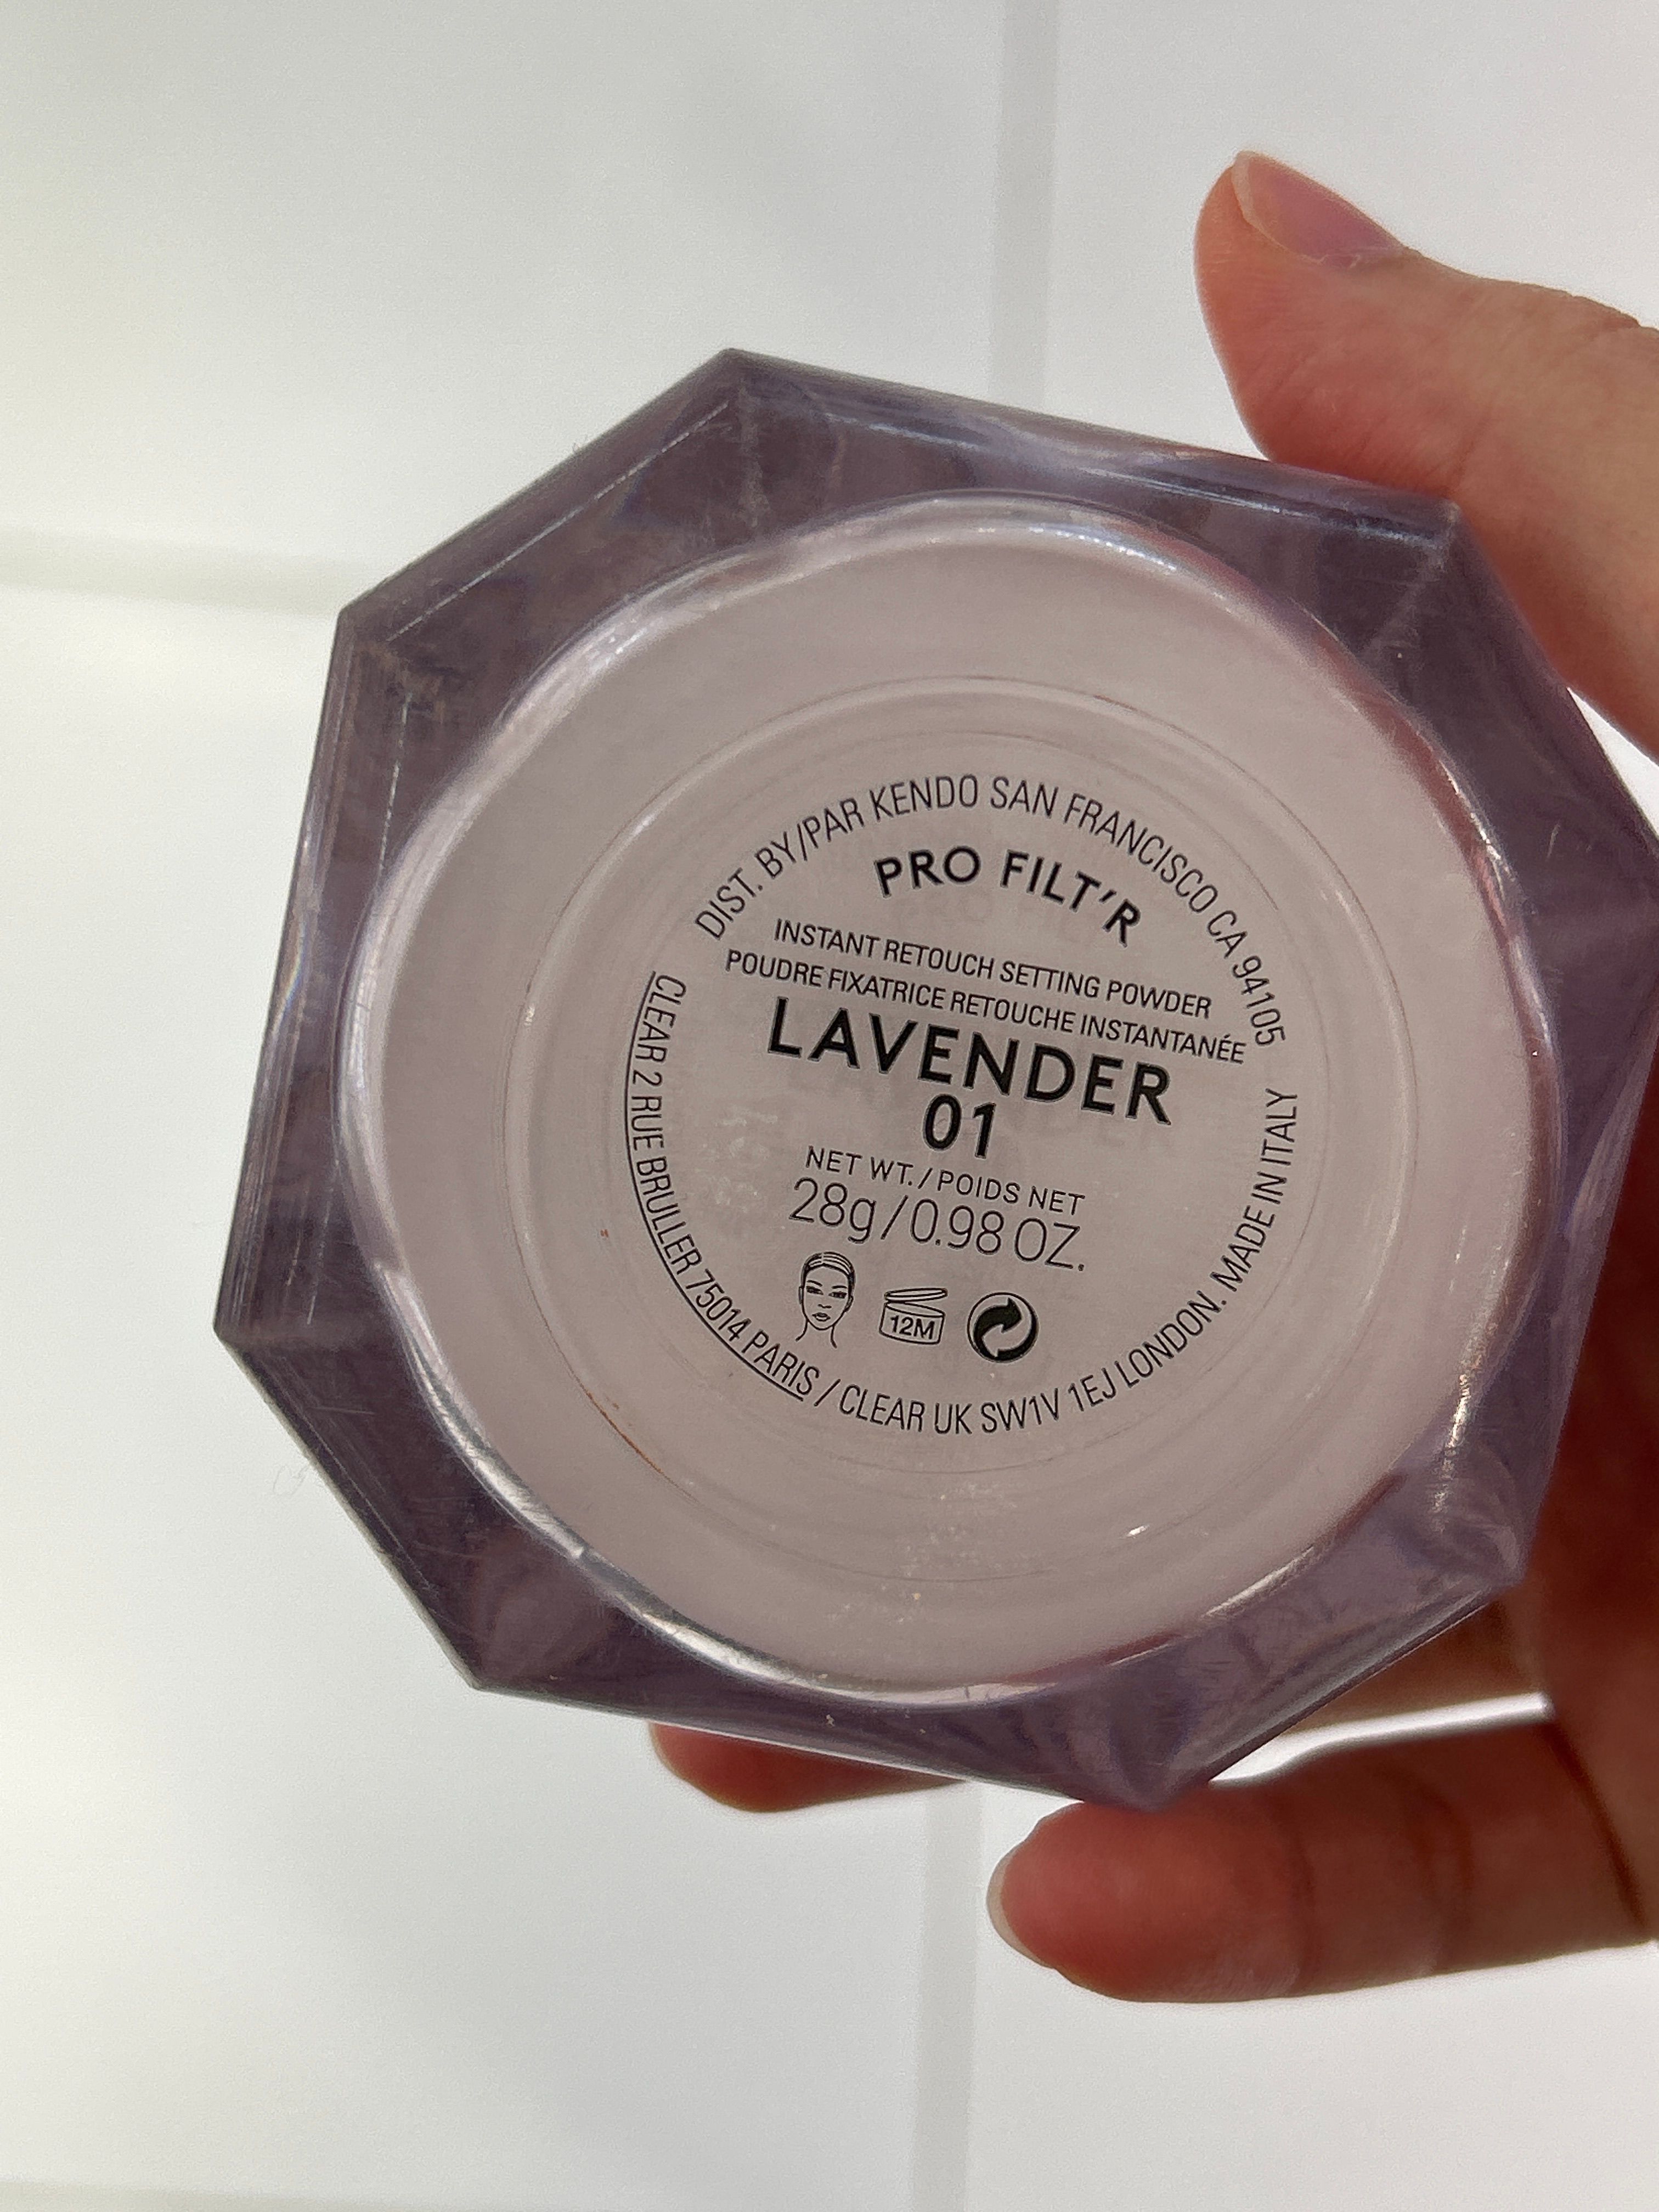 DIST. BY/PAR KENDO SAN FRANCISCO CA 94105
PRO FILT'R
INSTANT RETOUCH SETTING POWDER
POUDRE FIXATRICE RETOUCHE INSTANTANÉE
LAVENDER
01
NET WT./POIDS NET
28g/0.98 OZ.
12M
CLEAR 2 RUE BRULLER 75014 PARIS / CLEAR UK SW1V 1EJ LONDON. MADE IN ITALY